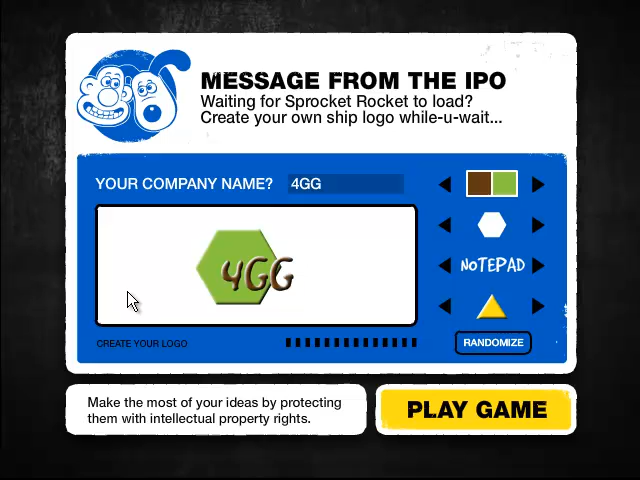 MESSAGE FROM THE IPO
Waiting for Sprocket Rocket to load?
Create your own ship logo while-u-wait...
YOUR COMPANY NAME? 4GG
4GG
NOTEPAD
CREATE YOUR LOGO
RANDOMIZE
Make the most of your ideas by protecting
them with intellectual property rights.
PLAY GAME